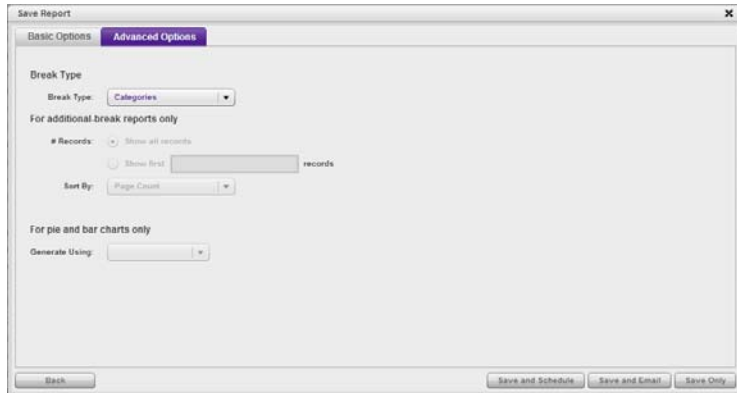 Save Report
Basic Options Advanced Options
Break Type
Break Type: Categories
For additional-break reports only
# Records: Show all records
Show first records
Sort By: Page Count
For pie and bar charts only
Generate Using:
Back Save and Schedule Save and Email Save Only